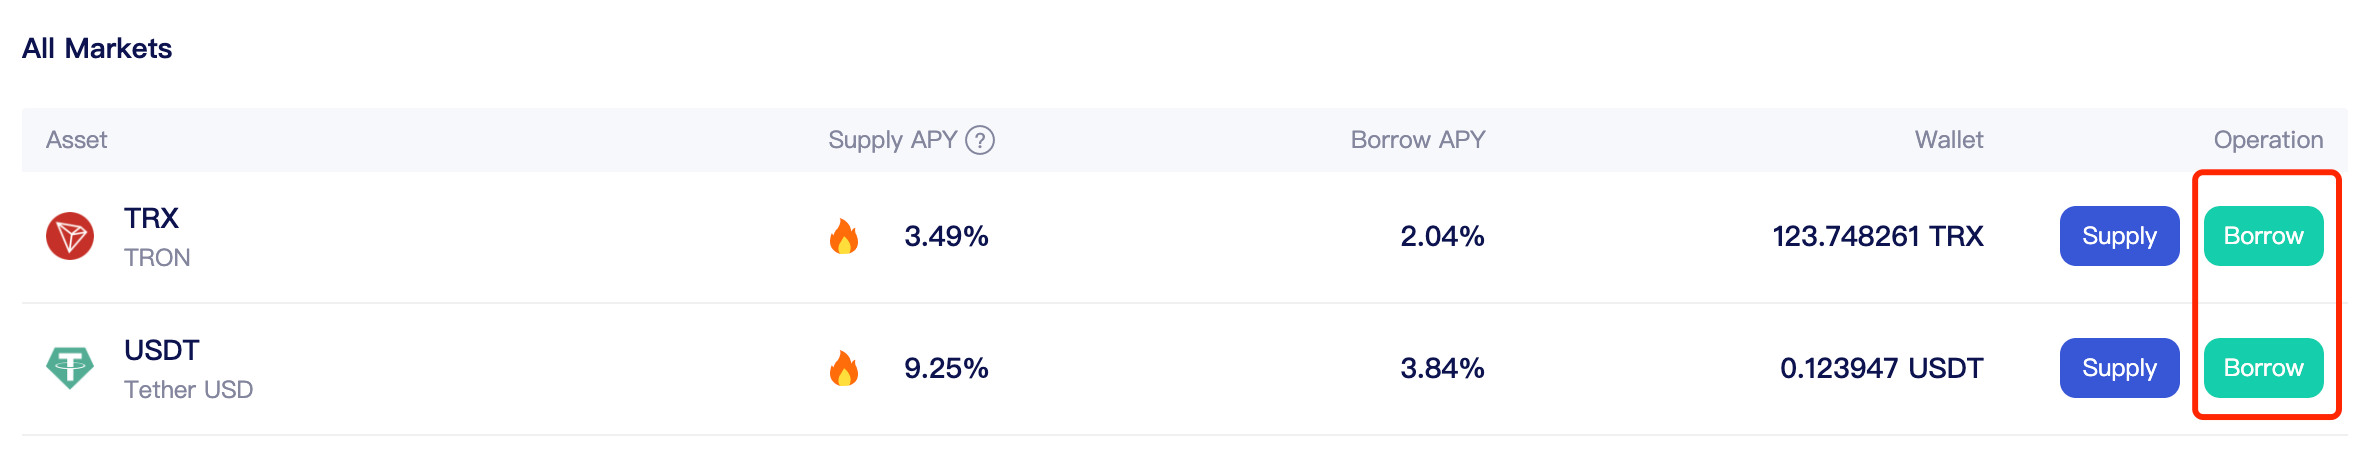 All Markets
Asset Supply APY ? Borrow APY Wallet Operation
TRX
TRON
3.49% 2.04% 123.748261 TRX Supply Borrow
USDT
Tether USD
9.25% 3.84% 0.123947 USDT Supply Borrow